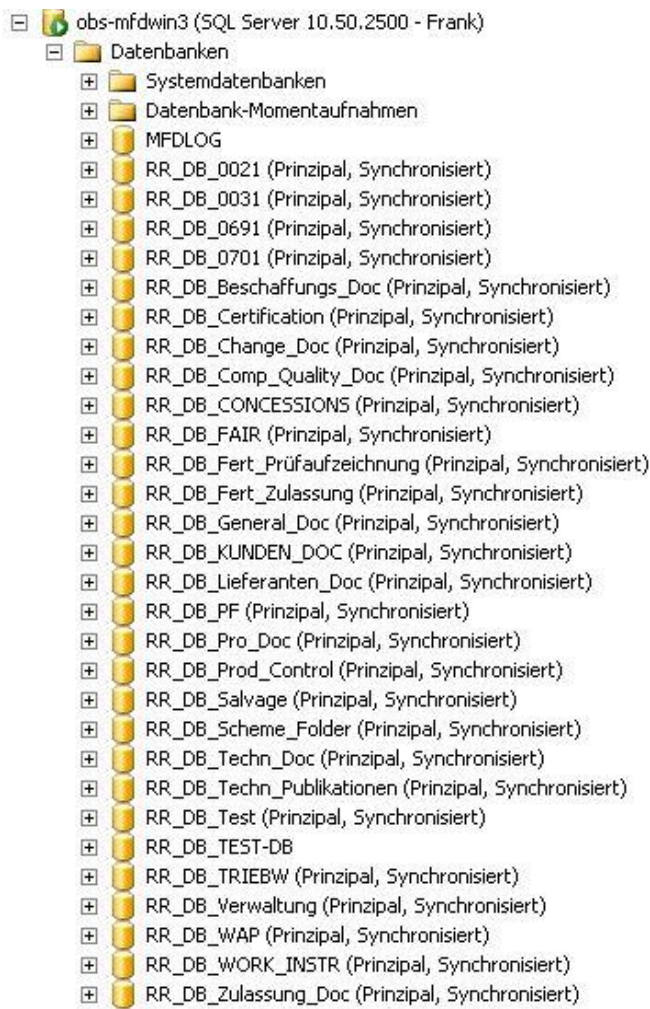 obs-mfdwin3 (SQL Server 10.50.2500 - Frank)
Datenbanken
Systemdatenbanken
Datenbank-Momentaufnahmen
MFDLOG
RR_DB_0021 (Prinzipal, Synchronisiert)
RR_DB_0031 (Prinzipal, Synchronisiert)
RR_DB_0691 (Prinzipal, Synchronisiert)
RR_DB_0701 (Prinzipal, Synchronisiert)
RR_DB_Beschaffungs_Doc (Prinzipal, Synchronisiert)
RR_DB_Certification (Prinzipal, Synchronisiert)
RR_DB_Change_Doc (Prinzipal, Synchronisiert)
RR_DB_Comp_Quality_Doc (Prinzipal, Synchronisiert)
RR_DB_CONCESSIONS (Prinzipal, Synchronisiert)
RR_DB_FAIR (Prinzipal, Synchronisiert)
RR_DB_Fert_Prüfaufzeichnung (Prinzipal, Synchronisiert)
RR_DB_Fert_Zulassung (Prinzipal, Synchronisiert)
RR_DB_General_Doc (Prinzipal, Synchronisiert)
RR_DB_KUNDEN_DOC (Prinzipal, Synchronisiert)
RR_DB_Lieferanten_Doc (Prinzipal, Synchronisiert)
RR_DB_PF (Prinzipal, Synchronisiert)
RR_DB_Pro_Doc (Prinzipal, Synchronisiert)
RR_DB_Prod_Control (Prinzipal, Synchronisiert)
RR_DB_Salvage (Prinzipal, Synchronisiert)
RR_DB_Scheme_Folder (Prinzipal, Synchronisiert)
RR_DB_Techn_Doc (Prinzipal, Synchronisiert)
RR_DB_Techn_Publikationen (Prinzipal, Synchronisiert)
RR_DB_Test (Prinzipal, Synchronisiert)
RR_DB_TEST-DB
RR_DB_TRIEBW (Prinzipal, Synchronisiert)
RR_DB_Verwaltung (Prinzipal, Synchronisiert)
RR_DB_WAP (Prinzipal, Synchronisiert)
RR_DB_WORK_INSTR (Prinzipal, Synchronisiert)
RR_DB_Zulassung_Doc (Prinzipal, Synchronisiert)